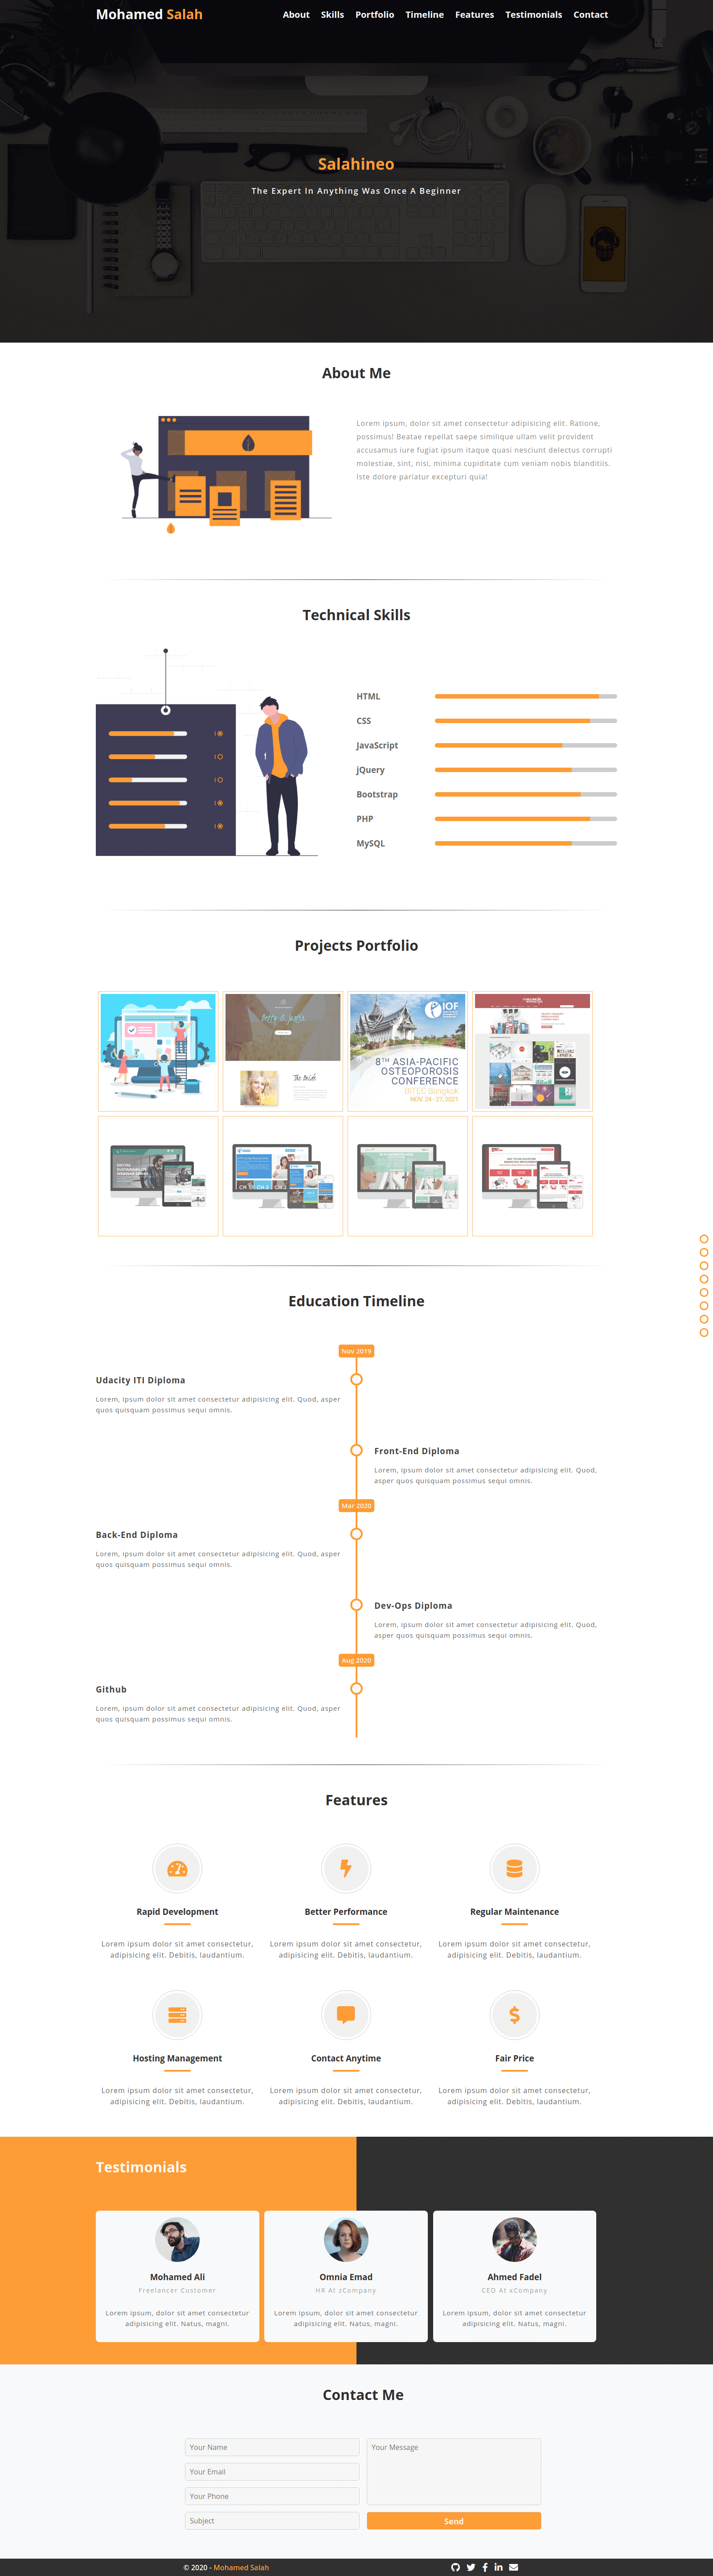 Mohamed Salah
About Skills Portfolio Timeline Features Testimonials Contact
Salahineo
The Expert In Anything Was Once A Beginner
About Me
Lorem ipsum, dolor sit amet consectetur adipisicing elit. Ratione,
possimus! Beatae repellat saepe similique ullam velit provident
accusamus iure fugiat ipsum itaque quasi nesciunt delectus corrupti
molestiae, sint, nisi, minima cupiditate cum veniam nobis blanditiis.
Iste dolore pariatur excepturi quia!
Technical Skills
HTML
CSS
JavaScript
jQuery
Bootstrap
PHP
MySQL
Projects Portfolio
IOF
8TH ASIA-PACIFIC
OSTEOPOROSIS
CONFERENCE
BITEC Bangkok
NOV 24-27, 2021
Education Timeline
Nov 2019
Udacity ITI Diploma
Lorem, ipsum dolor sit amet consectetur adipisicing elit. Quod, asper
quos quisquam possimus sequi omnis.
Front-End Diploma
Lorem, ipsum dolor sit amet consectetur adipisicing elit. Quod,
asper quos quisquam possimus sequi omnis.
Mar 2020
Back-End Diploma
Lorem, ipsum dolor sit amet consectetur adipisicing elit. Quod, asper
quos quisquam possimus sequi omnis.
Dev-Ops Diploma
Lorem, ipsum dolor sit amet consectetur adipisicing elit. Quod,
asper quos quisquam possimus sequi omnis.
Aug 2020
Github
Lorem, ipsum dolor sit amet consectetur adipisicing elit. Quod, asper
quos quisquam possimus sequi omnis.
Features
Rapid Development
Lorem ipsum dolor sit amet consectetur,
adipisicing elit. Debitis, laudantium.
Better Performance
Lorem ipsum dolor sit amet consectetur,
adipisicing elit. Debitis, laudantium.
Regular Maintenance
Lorem ipsum dolor sit amet consectetur,
adipisicing elit. Debitis, laudantium.
Hosting Management
Lorem ipsum dolor sit amet consectetur,
adipisicing elit. Debitis, laudantium.
Contact Anytime
Lorem ipsum dolor sit amet consectetur,
adipisicing elit. Debitis, laudantium.
Fair Price
Lorem ipsum dolor sit amet consectetur,
adipisicing elit. Debitis, laudantium.
Testimonials
Mohamed Ali
Freelancer Customer
Lorem ipsum, dolor sit amet consectetur
adipisicing elit. Natus, magni.
Omnia Emad
HR At zCompany
Lorem ipsum, dolor sit amet consectetur
adipisicing elit. Natus, magni.
Ahmed Fadel
CEO At xCompany
Lorem ipsum, dolor sit amet consectetur
adipisicing elit. Natus, magni.
Contact Me
Your Name
Your Email
Your Phone
Subject
Your Message
Send
© 2020 - Mohamed Salah